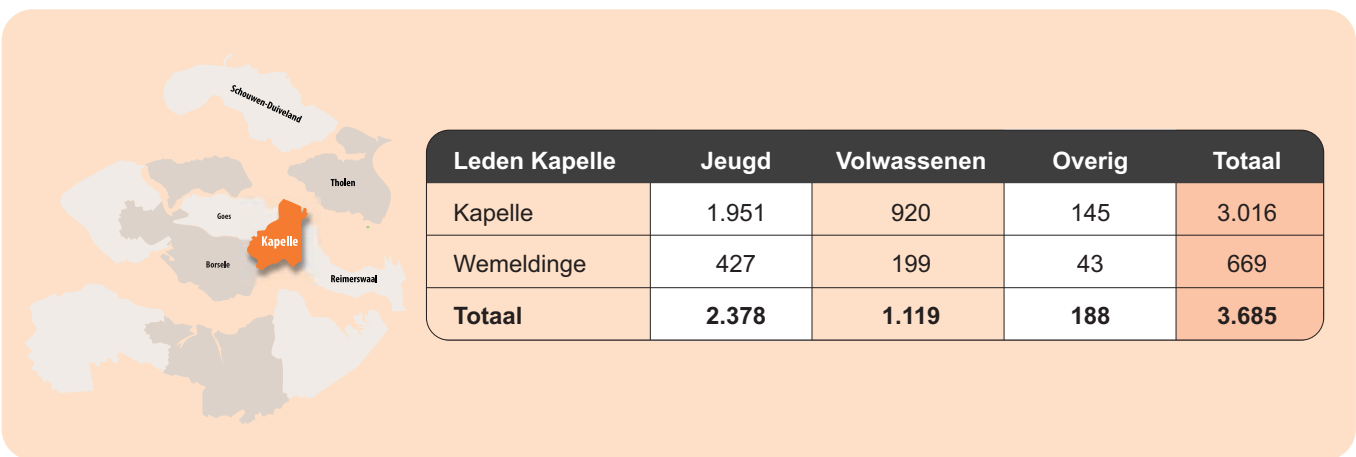 Schouwen-Duiveland
Tholen
Goes
Kapelle
Borsele
Reimerswaal
Leden Kapelle Jeugd Volwassenen Overig Totaal
Kapelle 1.951 920 145 3.016
Wemeldinge 427 199 43 669
Totaal 2.378 1.119 188 3.685